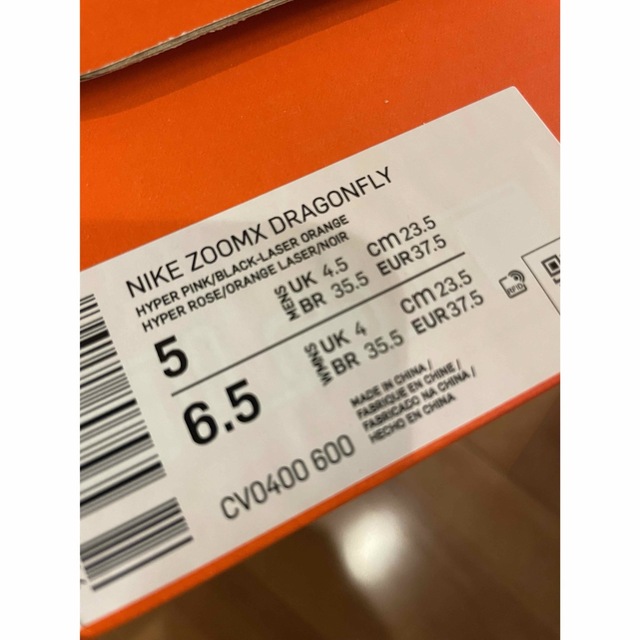 NIKE ZOOMX DRAGONFLY
HYPER PINK/BLACK-LASER ORANGE
HYPER ROSE/ORANGE LASER/NOIR
5
MENS
UK 4.5 CM 23.5
BR 35.5 EUR 37.5
6.5
WMNS
UK 4 CM 23.5
BR 35.5 EUR 37.5
RFID
CV0400 600
MADE IN CHINA /
FABRIQUE EN CHINE /
FABRICADO NA CHINA /
HECHO EN CHINA